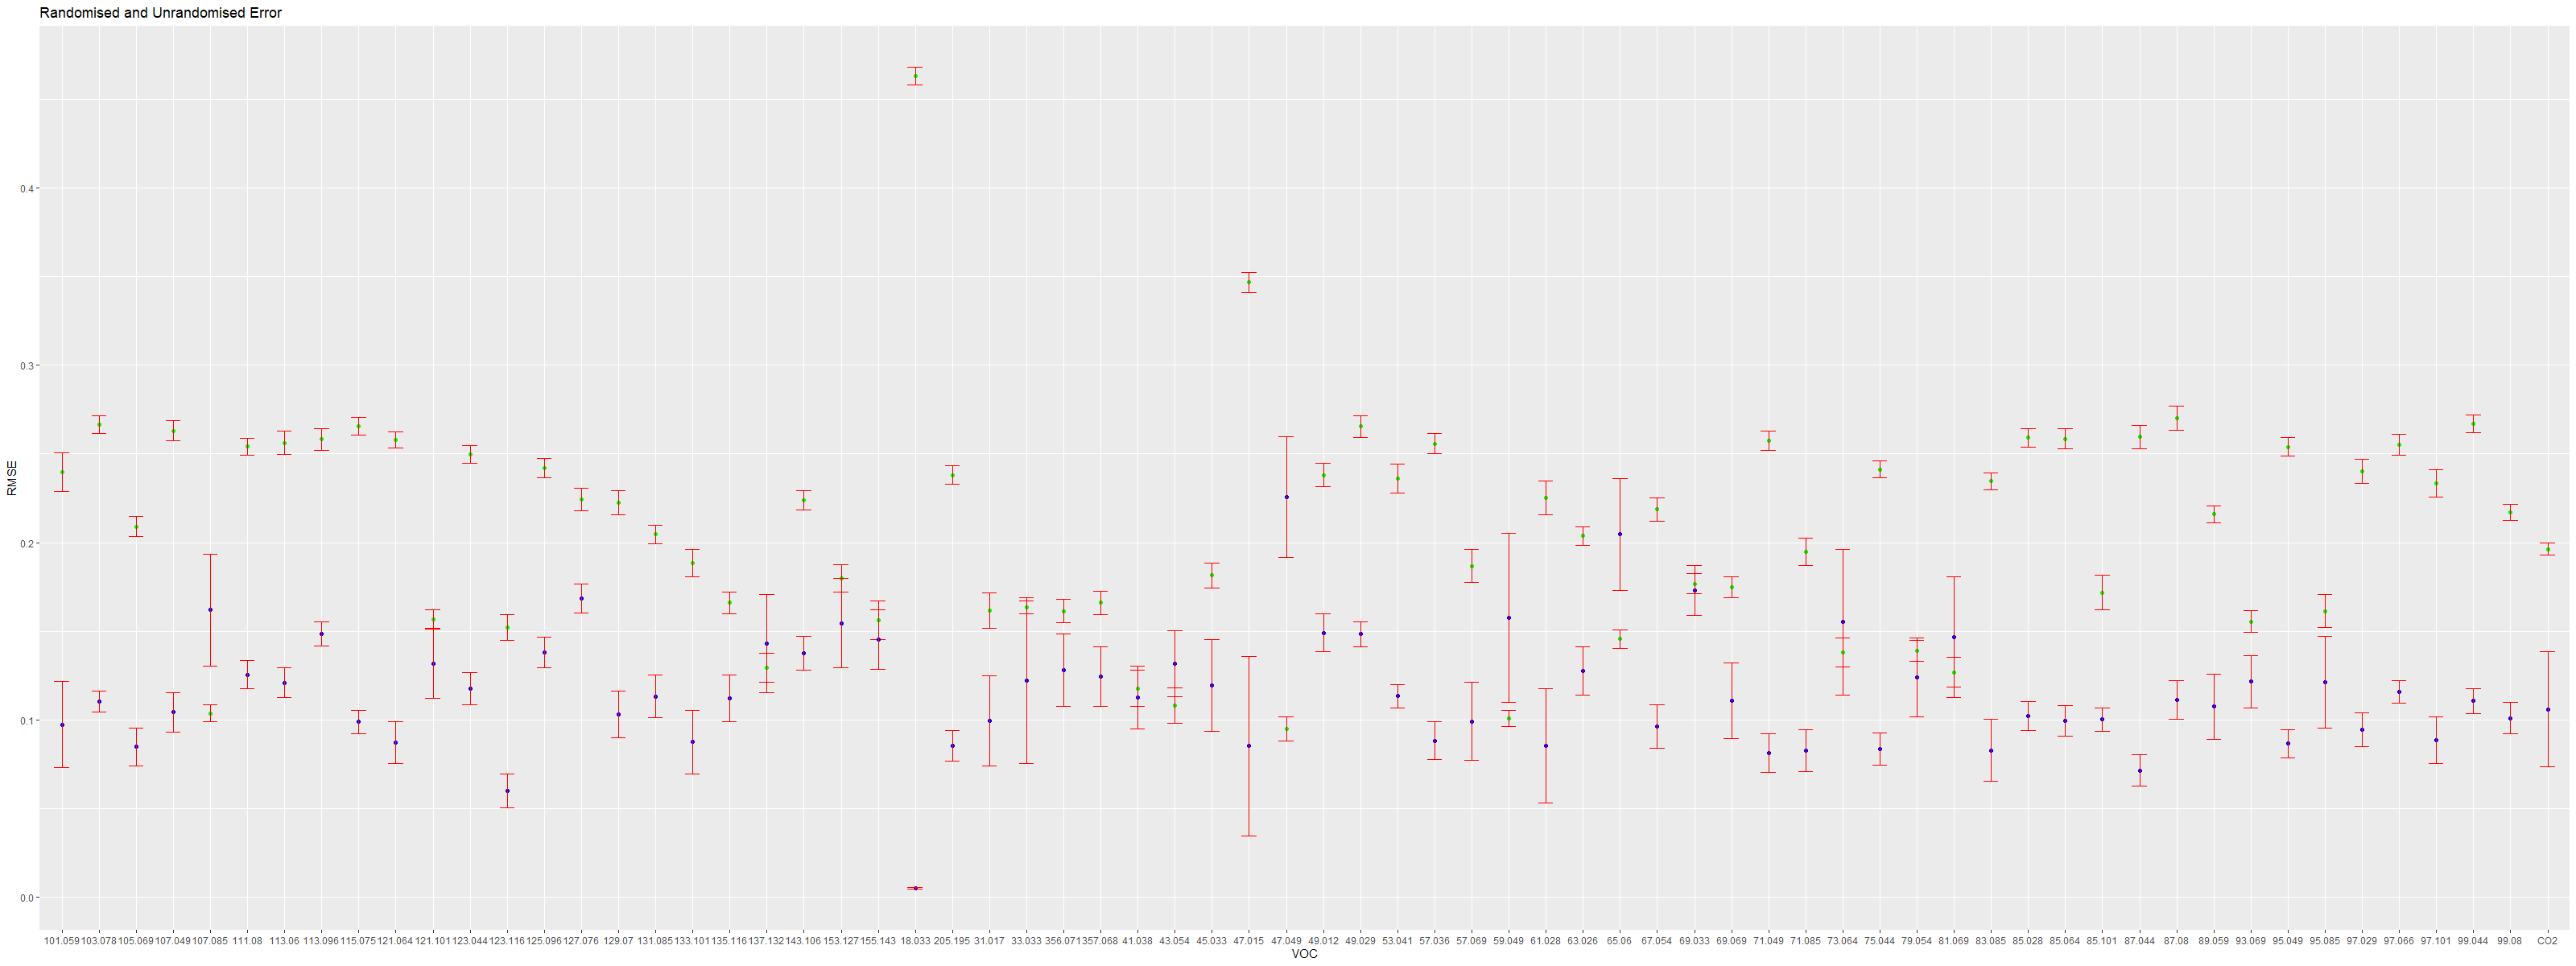 Randomised and Unrandomised Error
0.4
0.3
0.2
0.1
0.0
RMSE
101.059 103.078 105.069 107.049 107.085 111.08 113.06 113.096 115.075 121.064 121.101 123.044 123.116 125.096 127.076 129.07 131.085 133.101 135.116 137.132 143.106 153.127 155.143 18.033 205.195 31.017 33.033 356.071 357.068 41.038 43.054 45.033 47.015 47.049 49.012 49.029 53.041 57.036 57.069 59.049 61.028 63.026 65.06 67.054 69.033 69.069 71.049 71.085 73.064 75.044 79.054 81.069 83.085 85.028 85.064 85.101 87.044 87.08 89.059 93.069 95.049 95.085 97.029 97.066 97.101 99.044 99.08 CO2
VOC